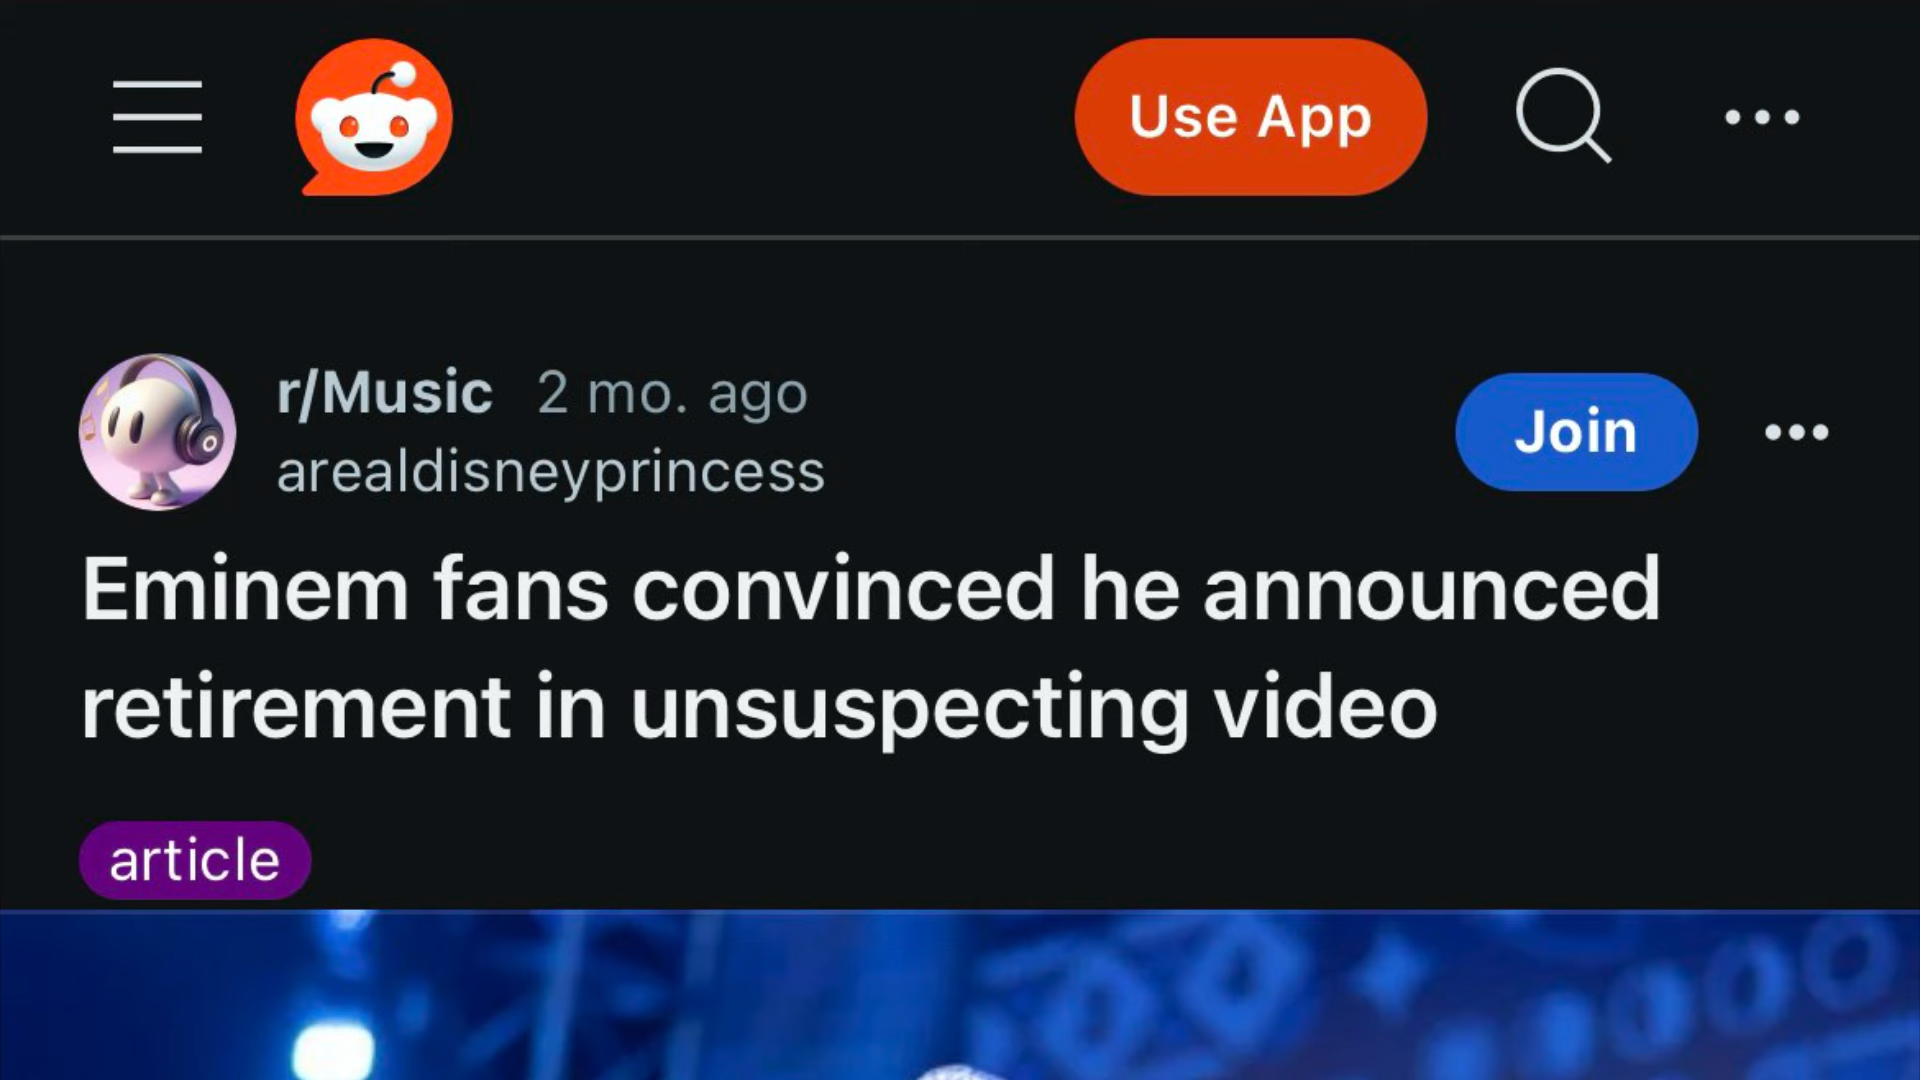 Use App
r/Music 2 mo. ago
arealdisneyprincess
Join
Eminem fans convinced he announced
retirement in unsuspecting video
article